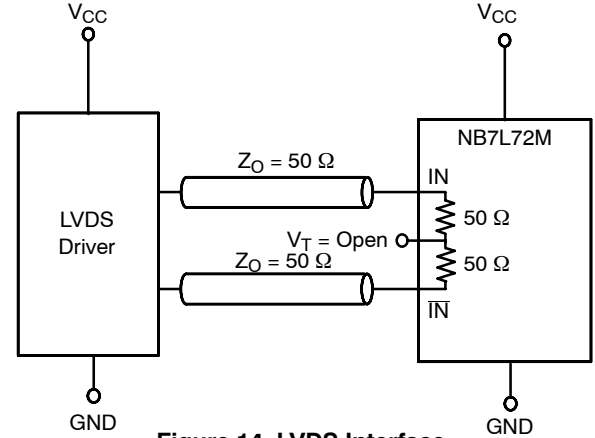 V_CC
V_CC
NB7L72M
Z_O = 50 Ω
IN
LVDS
Driver
50 Ω
V_T = Open
Z_O = 50 Ω
50 Ω
I̅N̅
GND
GND
Figure 14. LVDS Interface